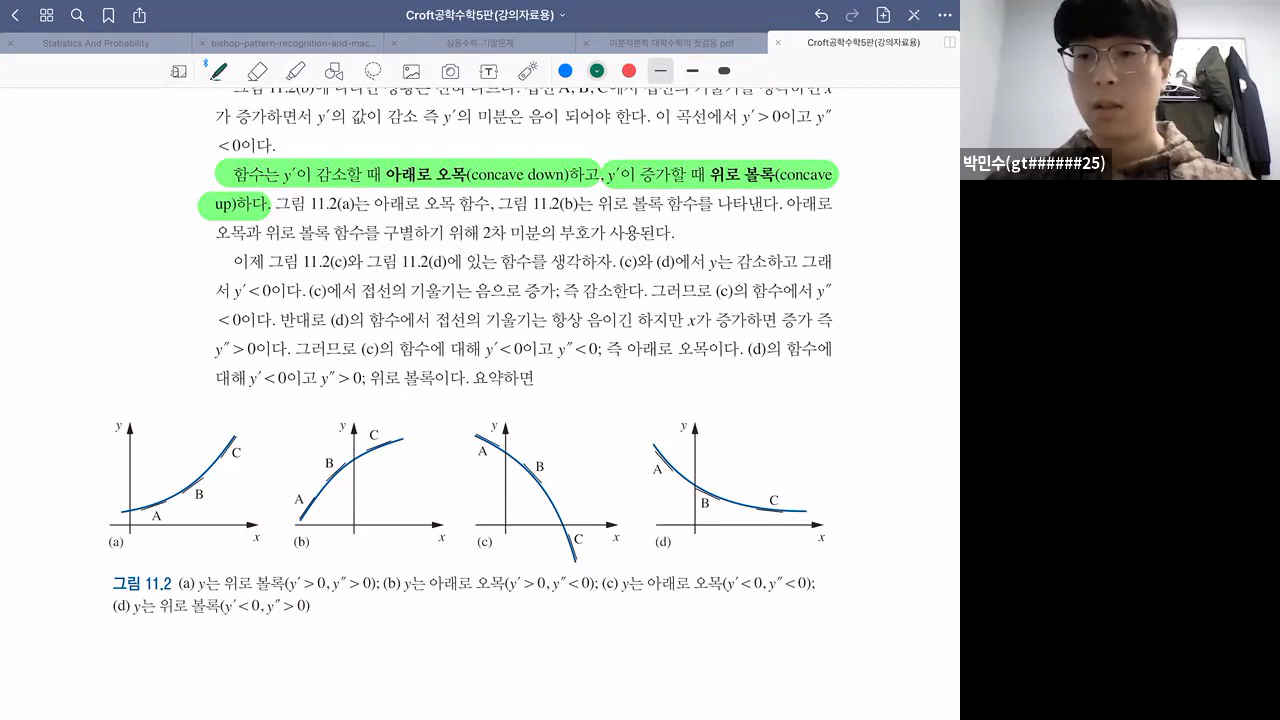 Croft공학수학5판(강의자료용)
Statistics And Probability
bishop-pattern-recognition-and-mac...
실용수학-기말문제
미분적분학 대학수학의 첫걸음.pdf
Croft공학수학5판(강의자료용)
박민수(gt######25)
가 증가하면서 y′의 값이 감소 즉 y′의 미분은 음이 되어야 한다. 이 곡선에서 y′>0이고 y″
<0이다.
함수는 y′이 감소할 때 아래로 오목(concave down)하고, y′이 증가할 때 위로 볼록(concave
up)하다. 그림 11.2(a)는 아래로 오목 함수, 그림 11.2(b)는 위로 볼록 함수를 나타낸다. 아래로
오목과 위로 볼록 함수를 구별하기 위해 2차 미분의 부호가 사용된다.
이제 그림 11.2(c)와 그림 11.2(d)에 있는 함수를 생각하자. (c)와 (d)에서 y는 감소하고 그래
서 y′<0이다. (c)에서 접선의 기울기는 음으로 증가; 즉 감소한다. 그러므로 (c)의 함수에서 y″
<0이다. 반대로 (d)의 함수에서 접선의 기울기는 항상 음이긴 하지만 x가 증가하면 증가 즉
y″>0이다. 그러므로 (c)의 함수에 대해 y′<0이고 y″<0; 즉 아래로 오목이다. (d)의 함수에
대해 y′<0이고 y″>0; 위로 볼록이다. 요약하면
y
C
B
A
x
(a)
y
C
B
A
x
(b)
y
A
B
C
x
(c)
y
A
B
C
x
(d)
그림 11.2 (a) y는 위로 볼록(y′>0, y″>0); (b) y는 아래로 오목(y′>0, y″<0); (c) y는 아래로 오목(y′<0, y″<0);
(d) y는 위로 볼록(y′<0, y″>0)